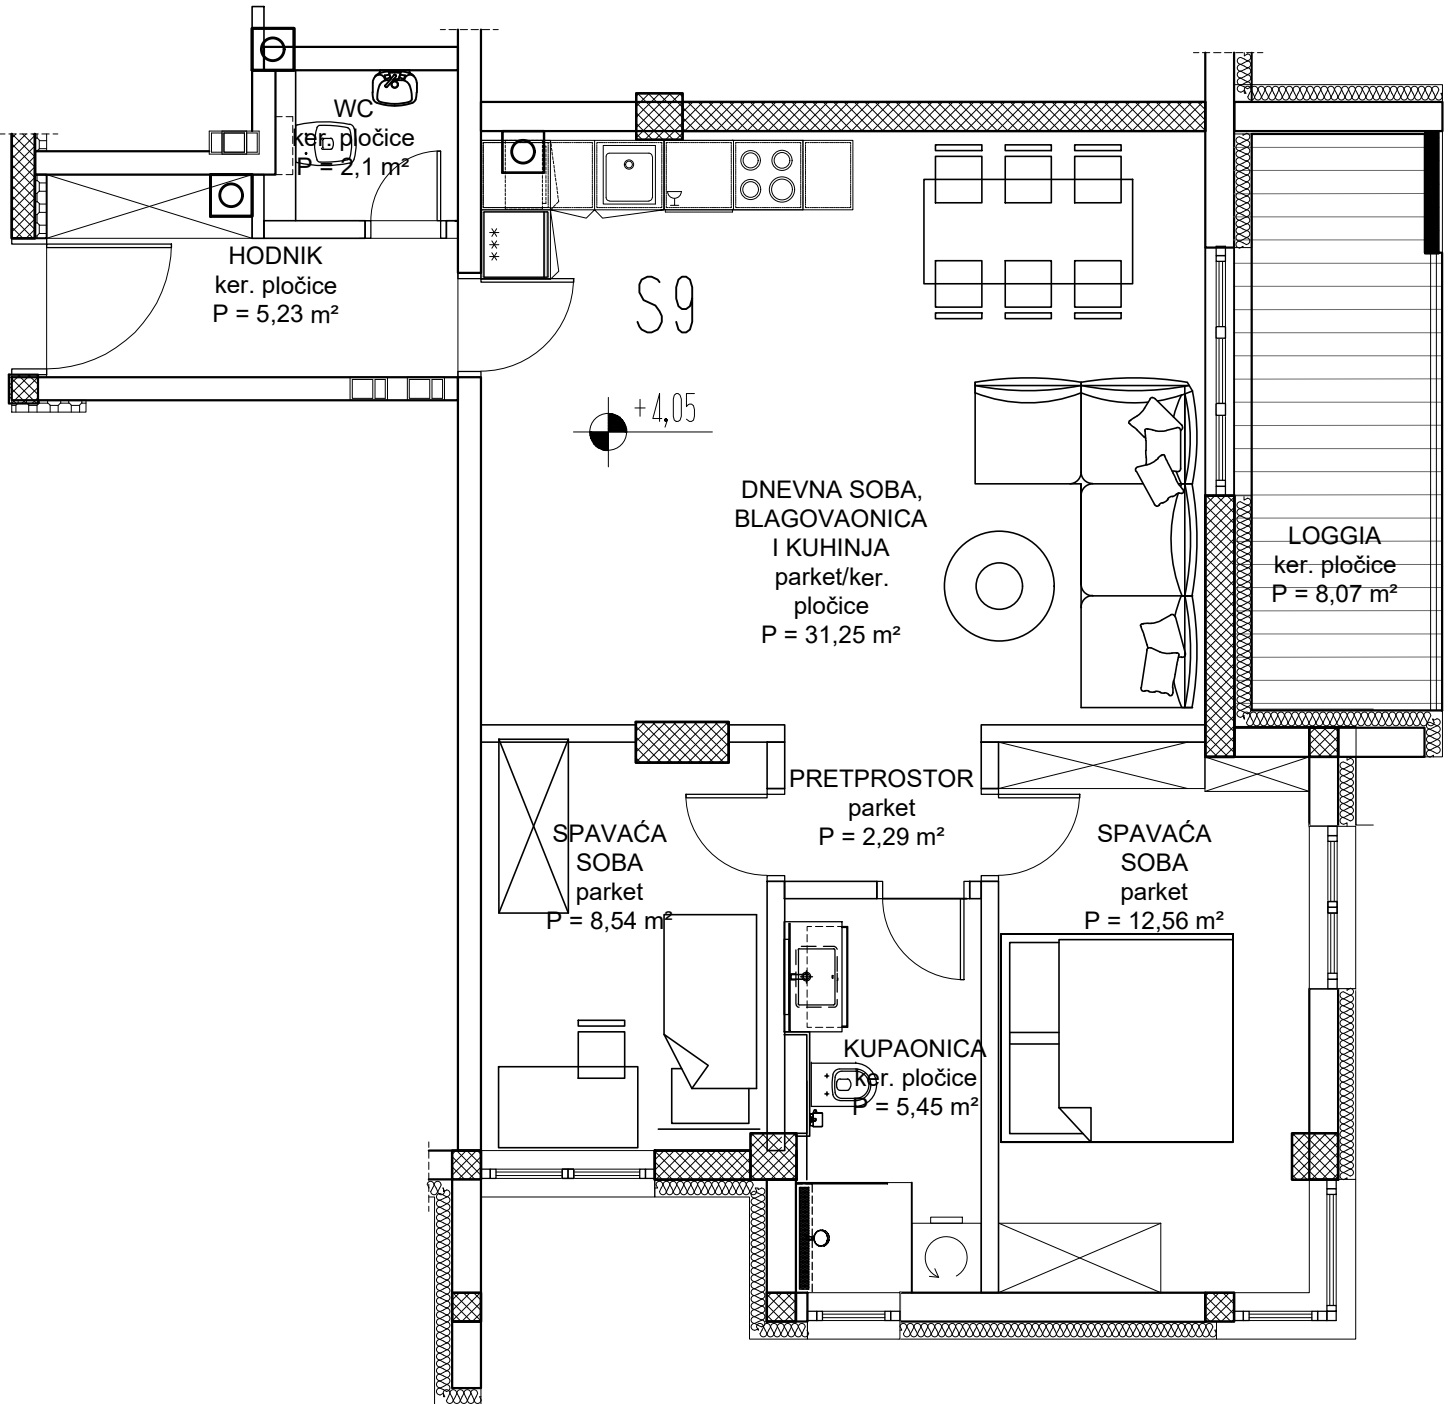 WC
ker. pločice
P = 2,1 m²
HODNIK
ker. pločice
P = 5,23 m²
S9
+4,05
DNEVNA SOBA,
BLAGOVAONICA
I KUHINJA
parket/ker.
pločice
P = 31,25 m²
LOGGIA
ker. pločice
P = 8,07 m²
PRETPROSTOR
parket
P = 2,29 m²
SPAVAĆA
SOBA
parket
P = 8,54 m²
SPAVAĆA
SOBA
parket
P = 12,56 m²
KUPAONICA
ker. pločice
P = 5,45 m²